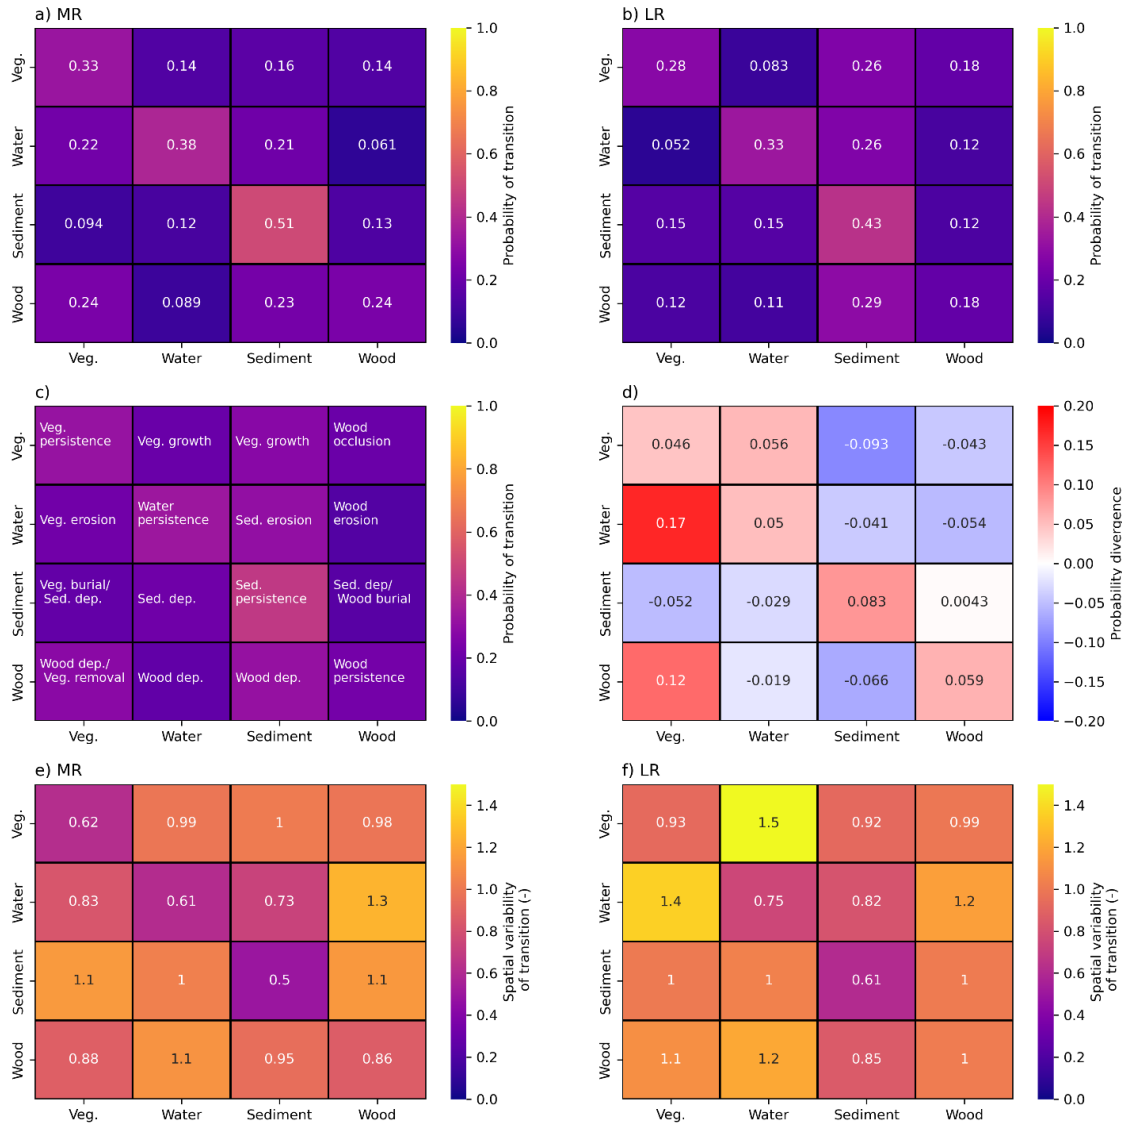 a) MR
Veg.
0.33 0.14 0.16 0.14
Water
0.22 0.38 0.21 0.061
Sediment
0.094 0.12 0.51 0.13
Wood
0.24 0.089 0.23 0.24
Veg. Water Sediment Wood
1.0
0.8
0.6
0.4
0.2
0.0
Probability of transition
b) LR
Veg.
0.28 0.083 0.26 0.18
Water
0.052 0.33 0.26 0.12
Sediment
0.15 0.15 0.43 0.12
Wood
0.12 0.11 0.29 0.18
Veg. Water Sediment Wood
1.0
0.8
0.6
0.4
0.2
0.0
Probability of transition
c)
Veg.
Veg.
persistence
Veg. growth
Veg. growth
Wood
occlusion
Water
Veg. erosion
Water
persistence
Sed. erosion
Wood
erosion
Sediment
Veg. burial/
Sed. dep.
Sed. dep.
Sed.
persistence
Sed. dep/
Wood burial
Wood
Wood dep./
Veg. removal
Wood dep.
Wood dep.
Wood
persistence
Veg. Water Sediment Wood
1.0
0.8
0.6
0.4
0.2
0.0
Probability of transition
d)
Veg.
0.046 0.056 -0.093 -0.043
Water
0.17 0.05 -0.041 -0.054
Sediment
-0.052 -0.029 0.083 0.0043
Wood
0.12 -0.019 -0.066 0.059
Veg. Water Sediment Wood
0.20
0.15
0.10
0.05
0.00
−0.05
−0.10
−0.15
−0.20
Probability divergence
e) MR
Veg.
0.62 0.99 1 0.98
Water
0.83 0.61 0.73 1.3
Sediment
1.1 1 0.5 1.1
Wood
0.88 1.1 0.95 0.86
Veg. Water Sediment Wood
1.4
1.2
1.0
0.8
0.6
0.4
0.2
0.0
Spatial variability
of transition (-)
f) LR
Veg.
0.93 1.5 0.92 0.99
Water
1.4 0.75 0.82 1.2
Sediment
1 1 0.61 1
Wood
1.1 1.2 0.85 1
Veg. Water Sediment Wood
1.4
1.2
1.0
0.8
0.6
0.4
0.2
0.0
Spatial variability
of transition (-)